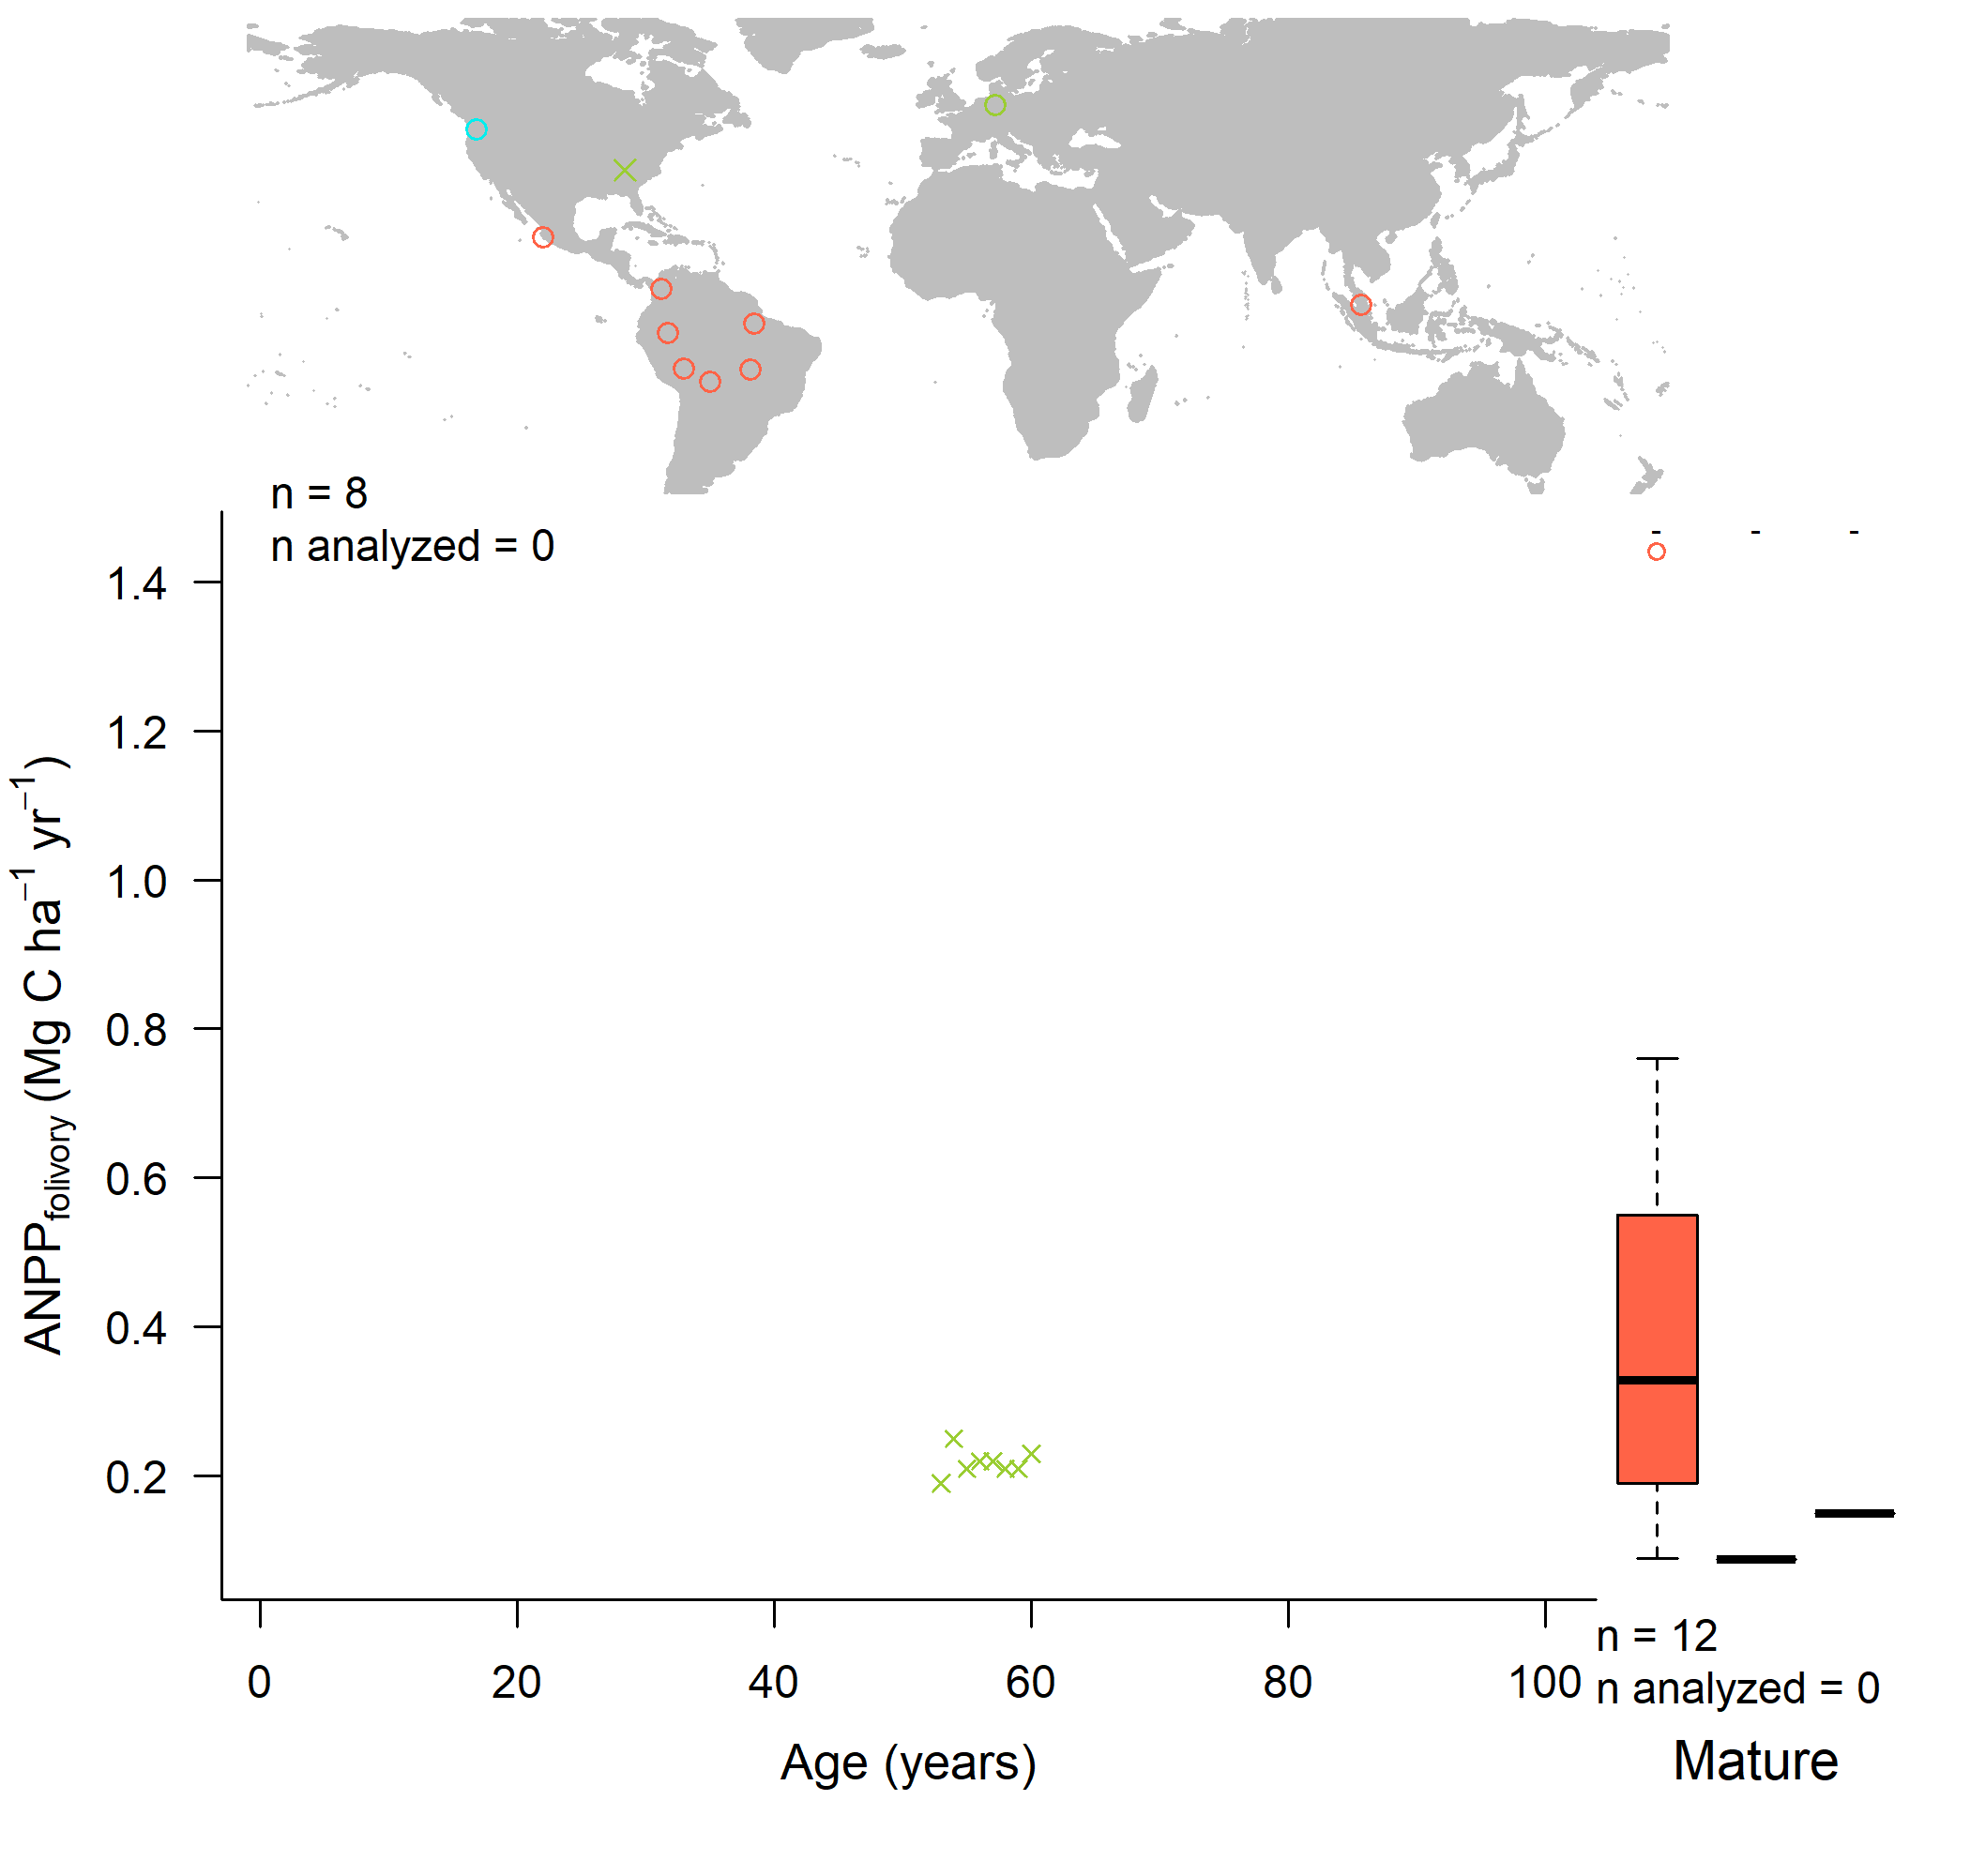 n = 8
n analyzed = 0
- - -
1.4
1.2
1.0
0.8
0.6
0.4
0.2
ANPPfolivory (Mg C ha−1 yr−1)
0 20 40 60 80 100
n = 12
n analyzed = 0
Age (years)
Mature